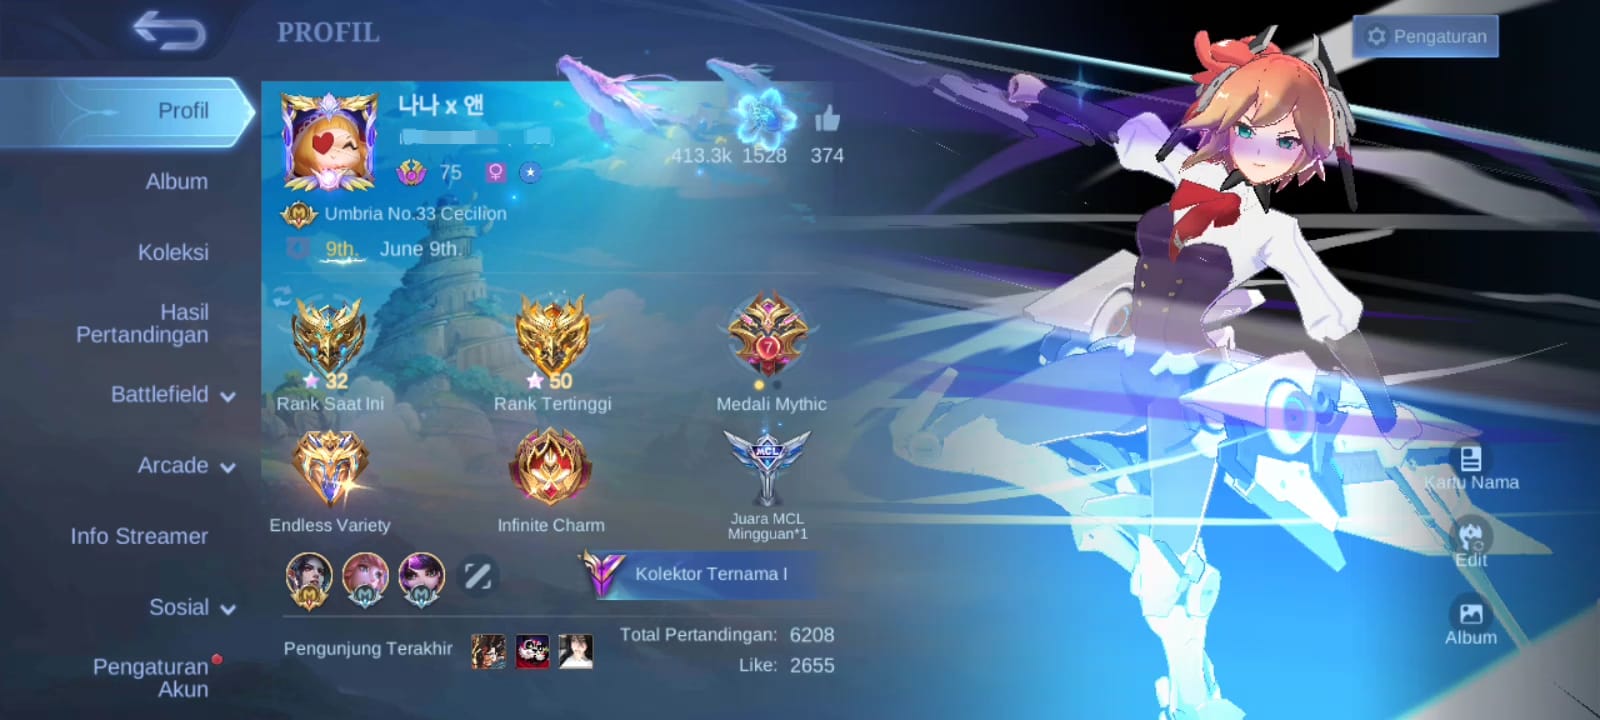 PROFIL
Pengaturan
Profil
Album
Koleksi
Hasil
Pertandingan
Battlefield
Arcade
Info Streamer
Sosial
Pengaturan
Akun
나나 x 앤
75
413.3k 1528 374
Umbria No.33 Cecilion
9th. June 9th.
32
Rank Saat Ini
50
Rank Tertinggi
7
Medali Mythic
Endless Variety
Infinite Charm
MCL
Juara MCL
Mingguan*1
M
M
M
Kolektor Ternama I
Pengunjung Terakhir
Total Pertandingan: 6208
Like: 2655
Kartu Nama
Edit
Album